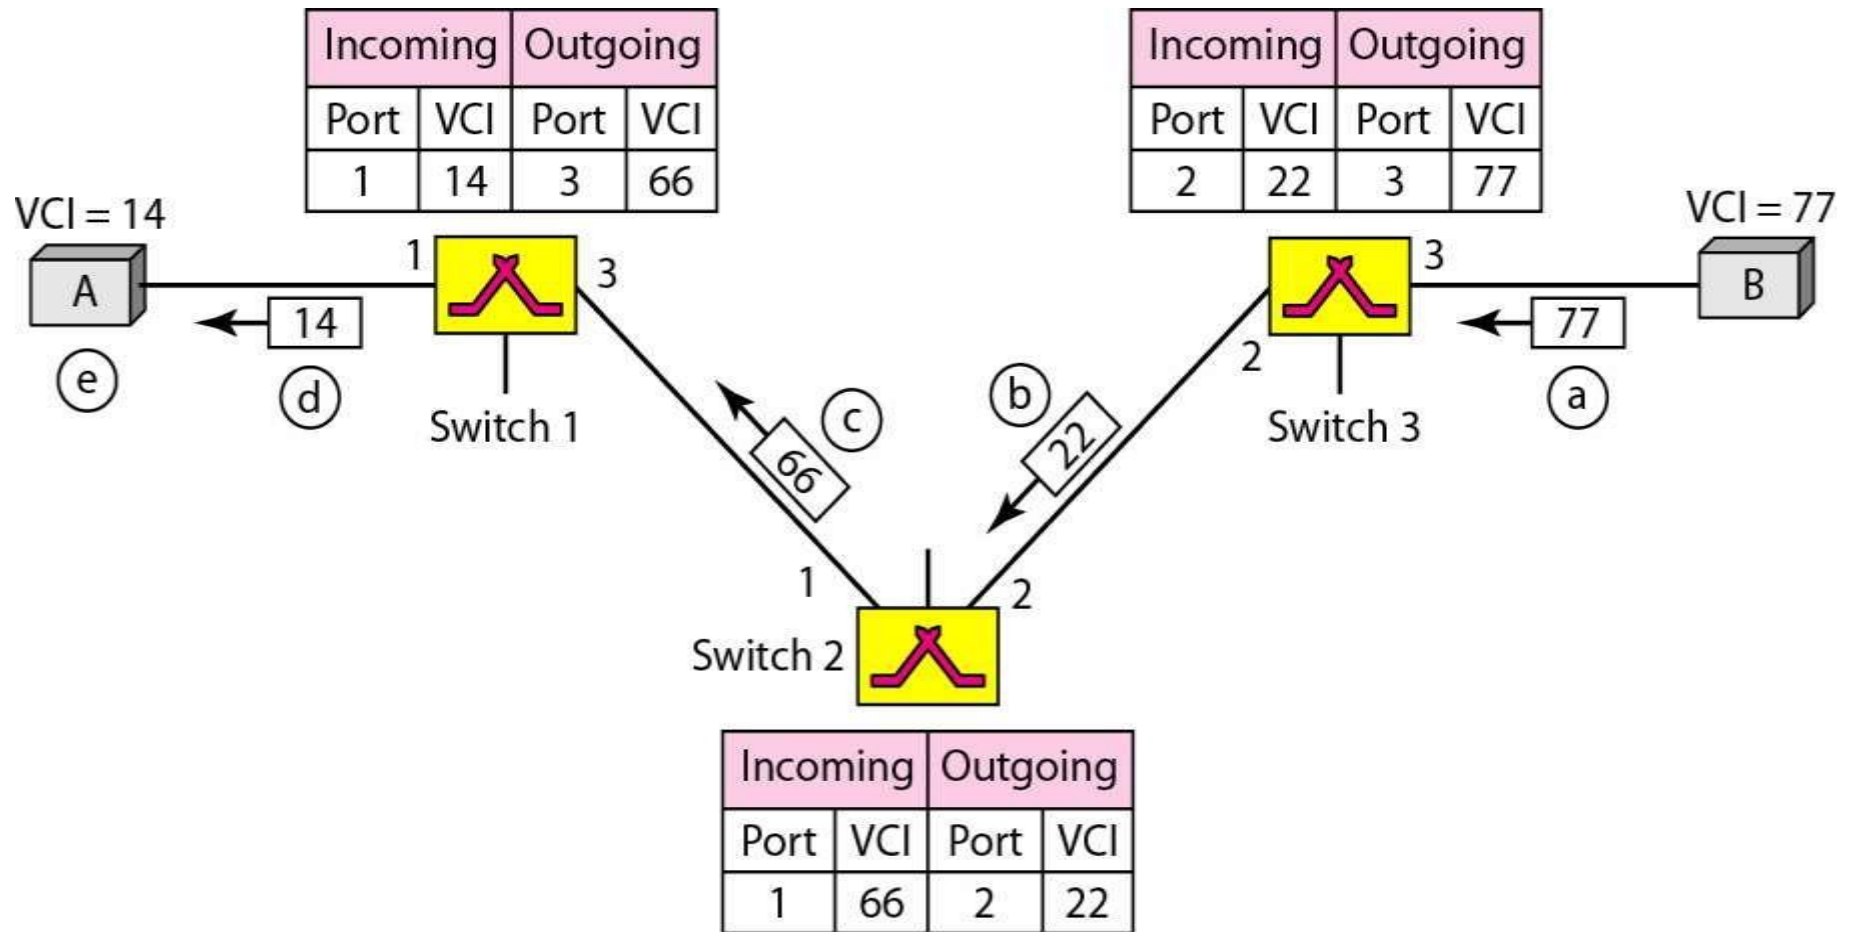 Incoming Outgoing
Port VCI Port VCI
1 14 3 66
Incoming Outgoing
Port VCI Port VCI
2 22 3 77
VCI = 14
VCI = 77
A
1
3
3
B
14
77
2
e
d
Switch 1
c
66
b
22
Switch 3
a
1
2
Switch 2
Incoming Outgoing
Port VCI Port VCI
1 66 2 22